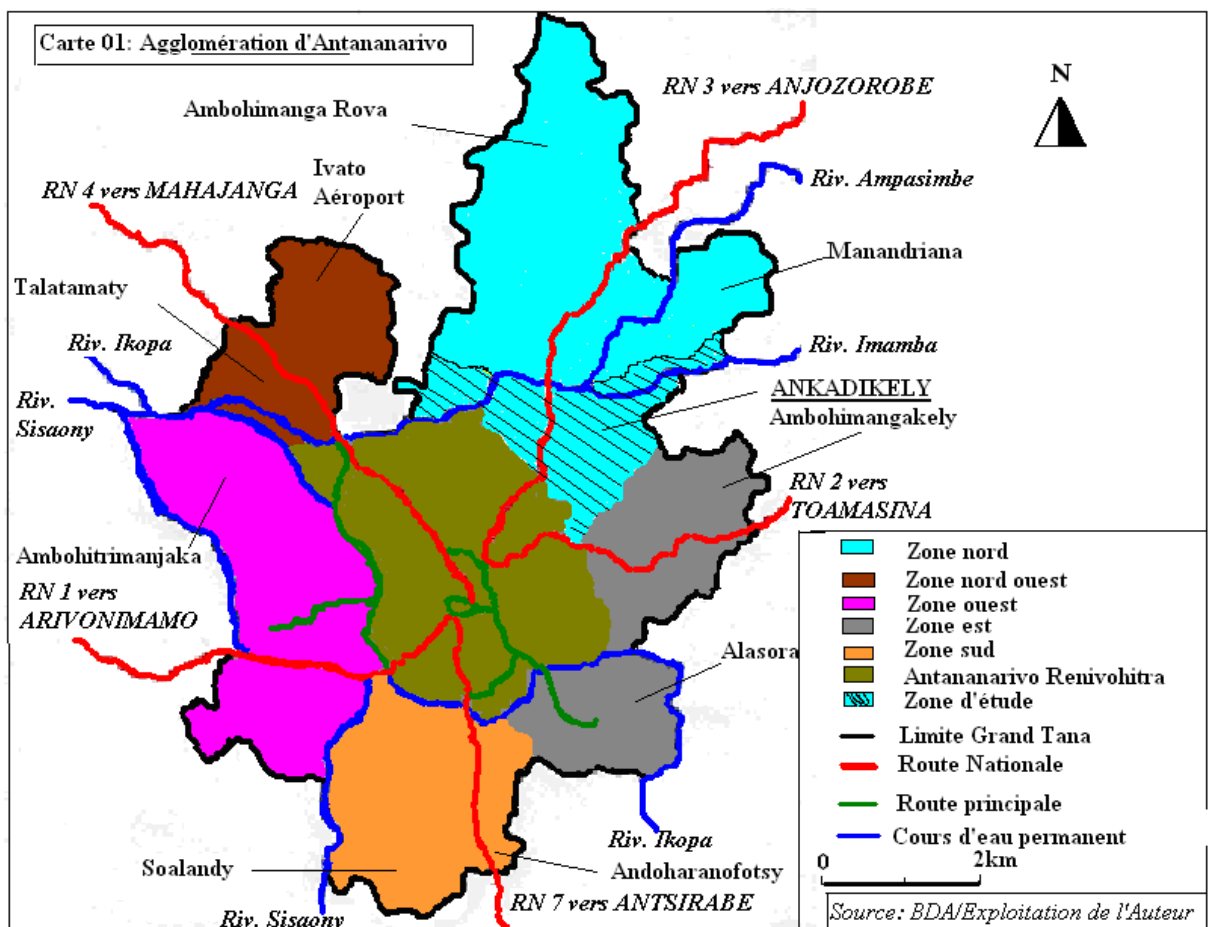 Carte 01: Agglomération d'Antananarivo
N
RN 3 vers ANJOZOROBE
Ambohimanga Rova
Ivato
Aéroport
RN 4 vers MAHAJANGA
Riv. Ampasimbe
Manandriana
Talatamaty
Riv. Ikopa
Riv. Imamba
Riv.
Sisaony
ANKADIKELY
Ambohimangakely
RN 2 vers
TOAMASINA
Ambohitrimanjaka
RN 1 vers
ARIVONIMAMO
Alasora
Riv. Ikopa
Soalandy
Andoharanofotsy
RN 7 vers ANTSIRABE
Riv. Sisaony
Zone nord
Zone nord ouest
Zone ouest
Zone est
Zone sud
Antananarivo Renivohitra
Zone d'étude
Limite Grand Tana
Route Nationale
Route principale
Cours d'eau permanent
0 2km
Source: BDA/Exploitation de l'Auteur